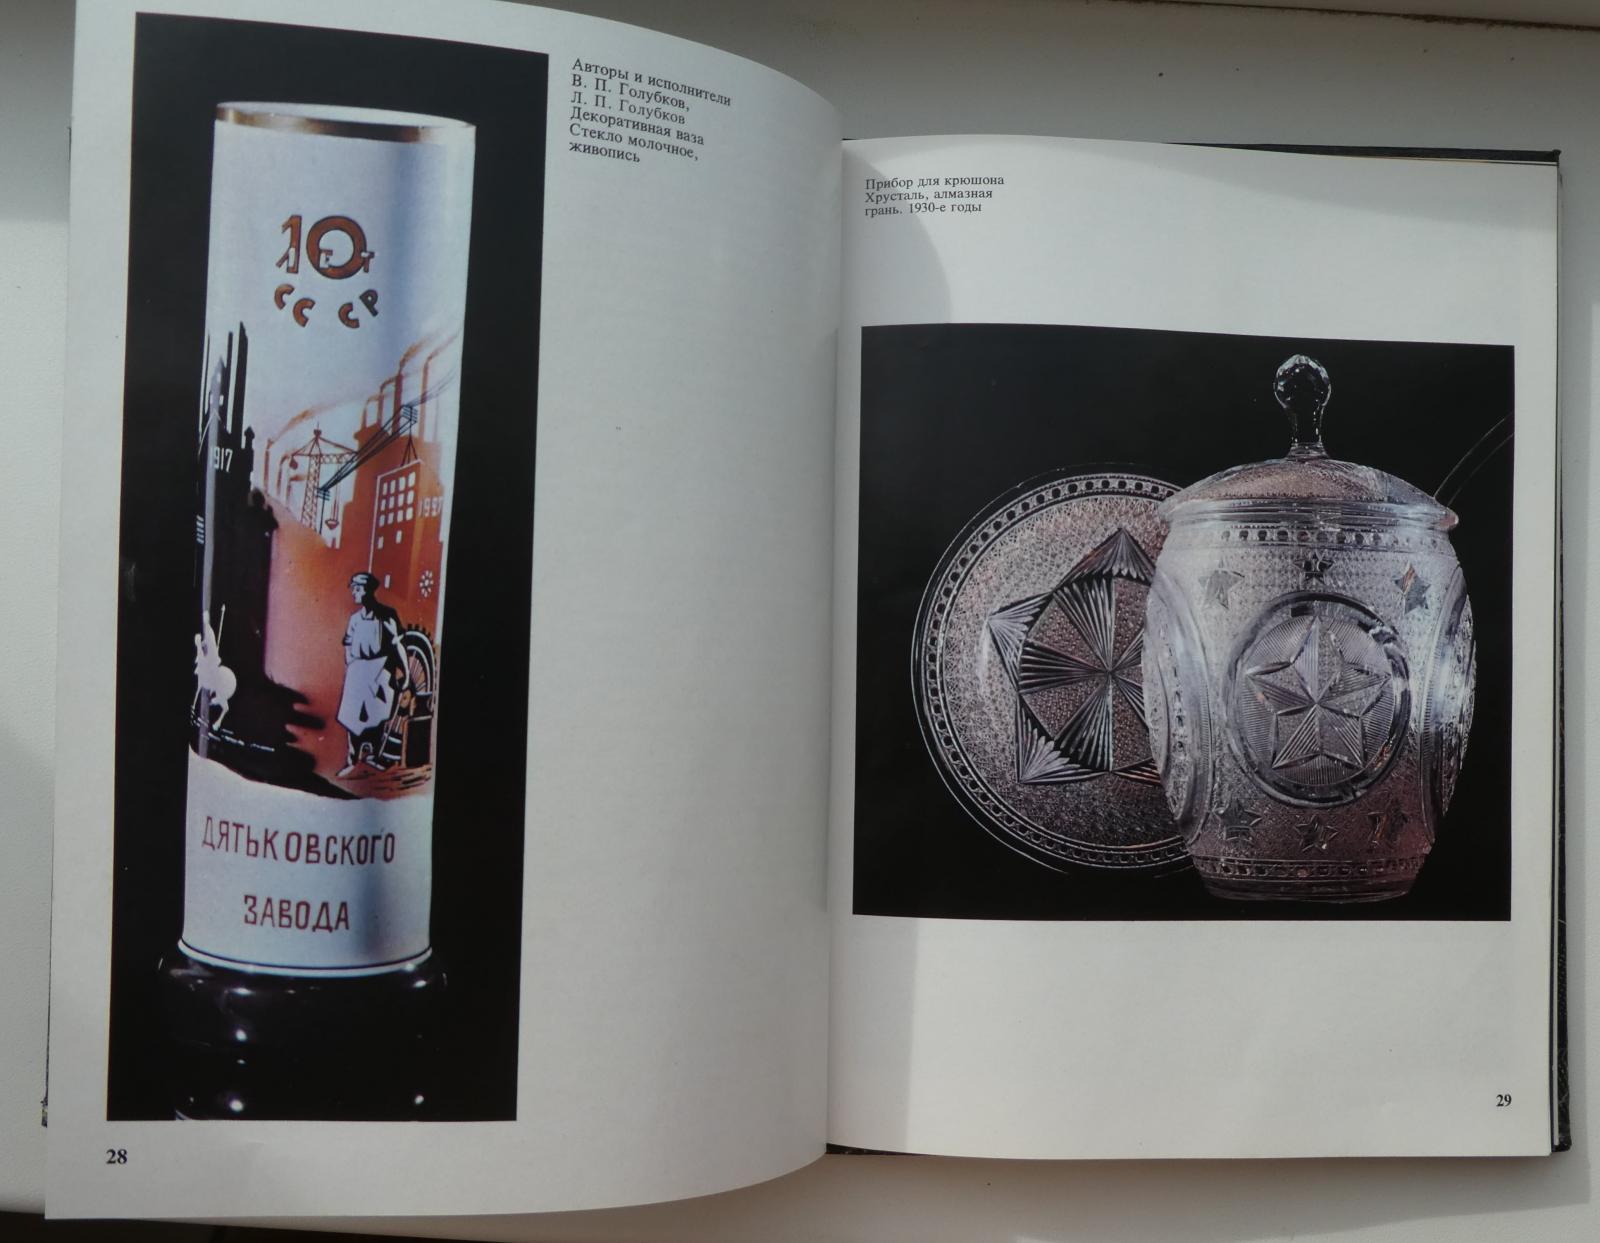 Авторы и исполнители
В. П. Голубков,
Л. П. Голубков
Декоративная ваза
Стекло молочное,
живопись
10
ЛЕТ
СССР
1917
ДЯТЬКОВСКОГО
ЗАВОДА
28
Прибор для крюшона
Хрусталь, алмазная
грань. 1930-е годы
29